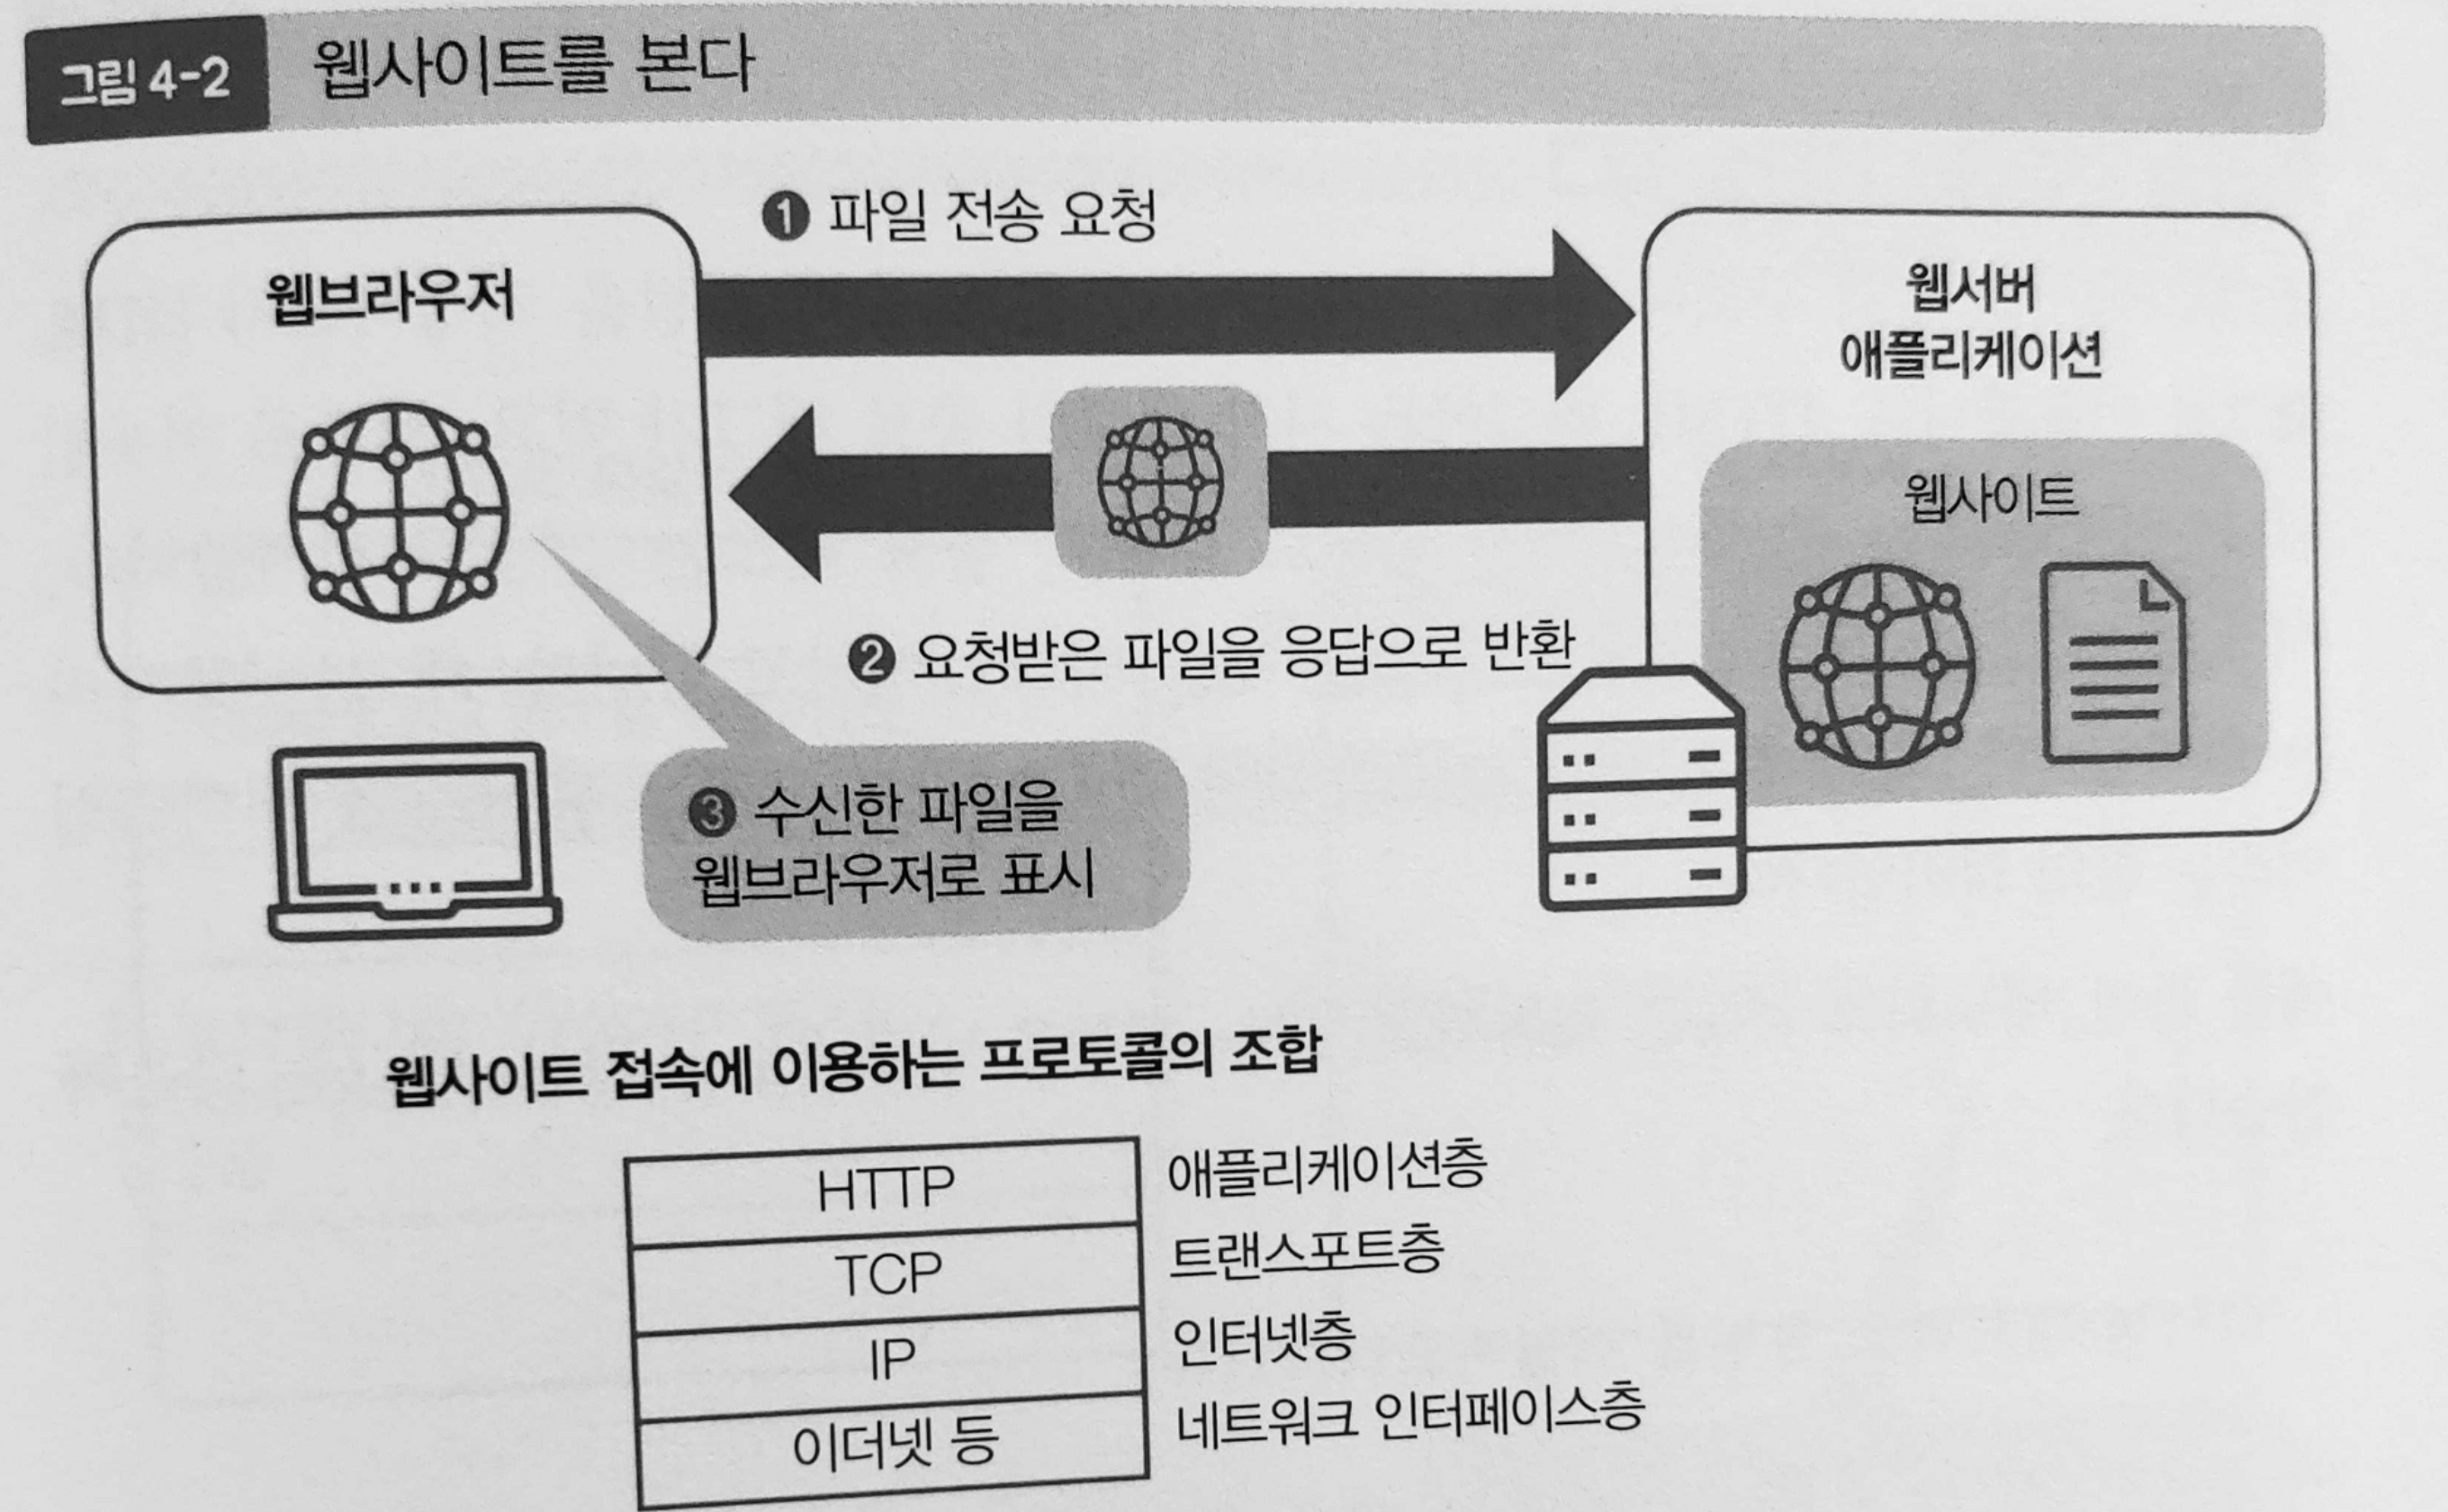 그림 4-2 웹사이트를 본다
❶ 파일 전송 요청
웹브라우저
웹서버
애플리케이션
웹사이트
❷ 요청받은 파일을 응답으로 반환
❸ 수신한 파일을
웹브라우저로 표시
웹사이트 접속에 이용하는 프로토콜의 조합
HTTP 애플리케이션층
TCP 트랜스포트층
IP 인터넷층
이더넷 등 네트워크 인터페이스층